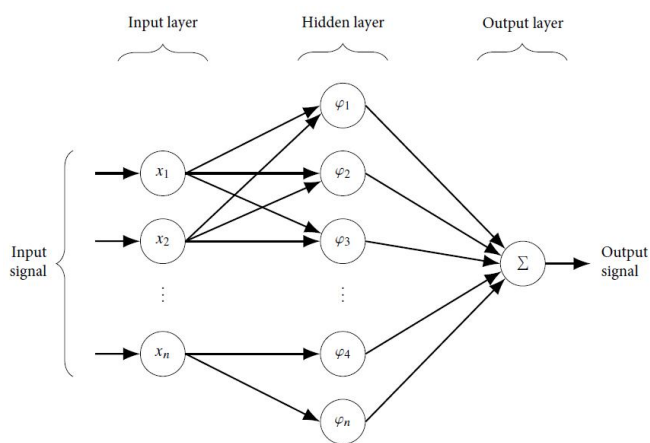 Input layer
Hidden layer
Output layer
φ₁
x₁
φ₂
x₂
φ₃
Input
signal
Σ
Output
signal
⋮
⋮
xₙ
φ₄
φₙ